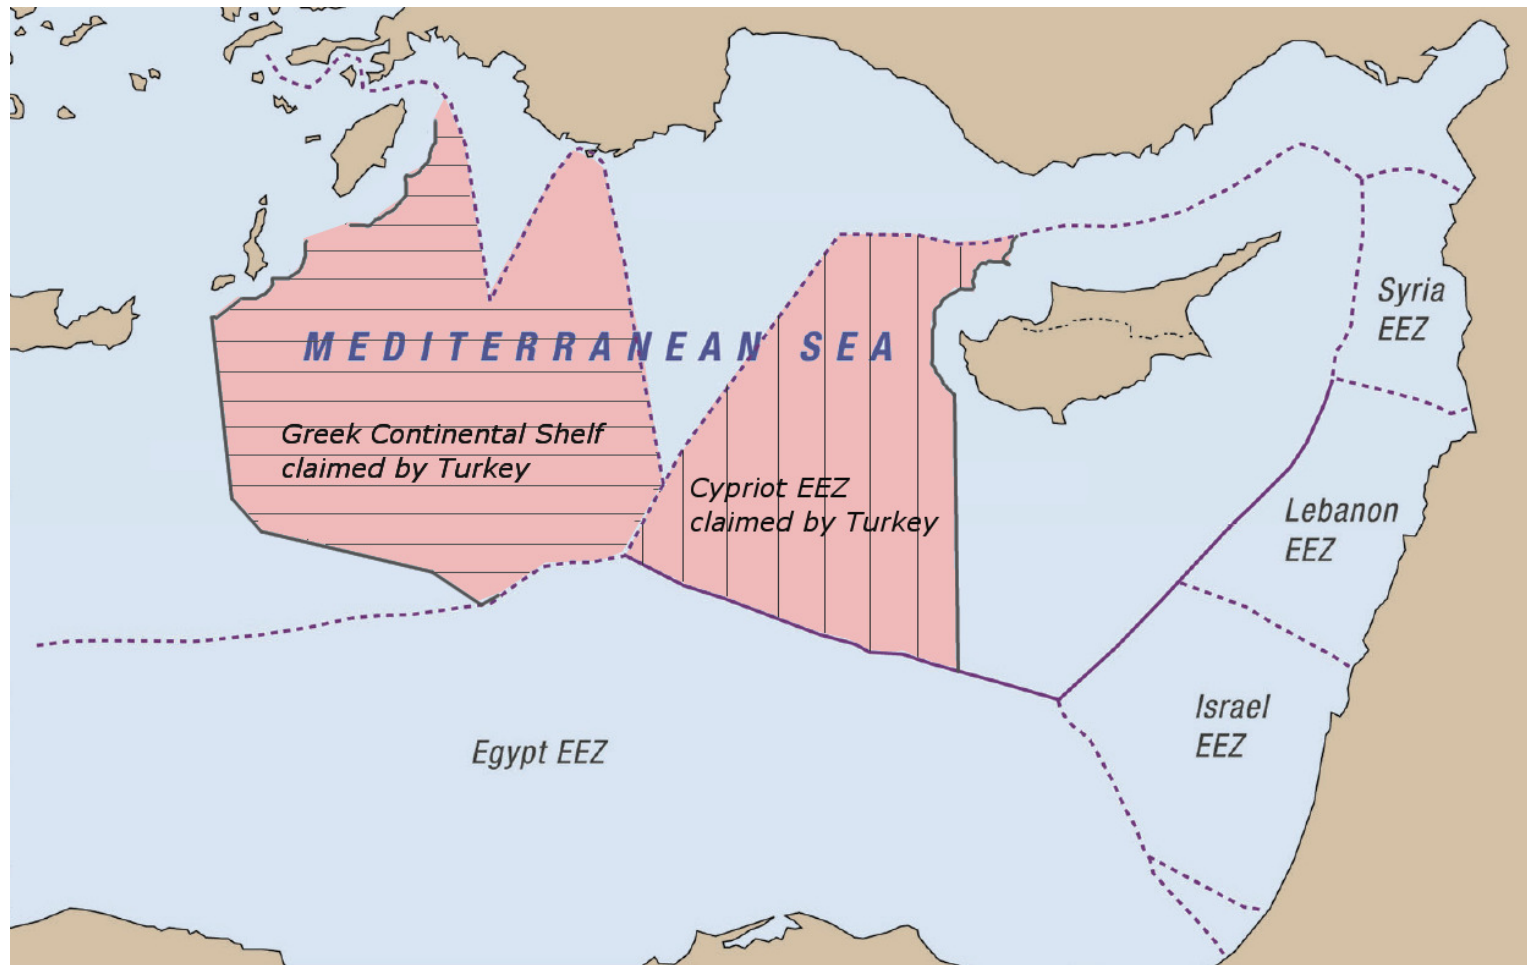 MEDITERRANEAN SEA
Syria
EEZ
Greek Continental Shelf
claimed by Turkey
Cypriot EEZ
claimed by Turkey
Lebanon
EEZ
Israel
EEZ
Egypt EEZ